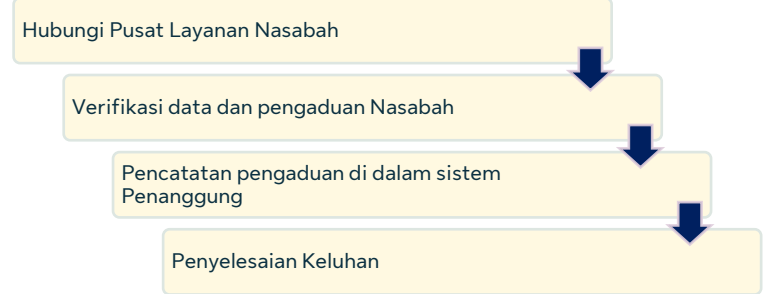 Hubungi Pusat Layanan Nasabah
Verifikasi data dan pengaduan Nasabah
Pencatatan pengaduan di dalam sistem
Penanggung
Penyelesaian Keluhan